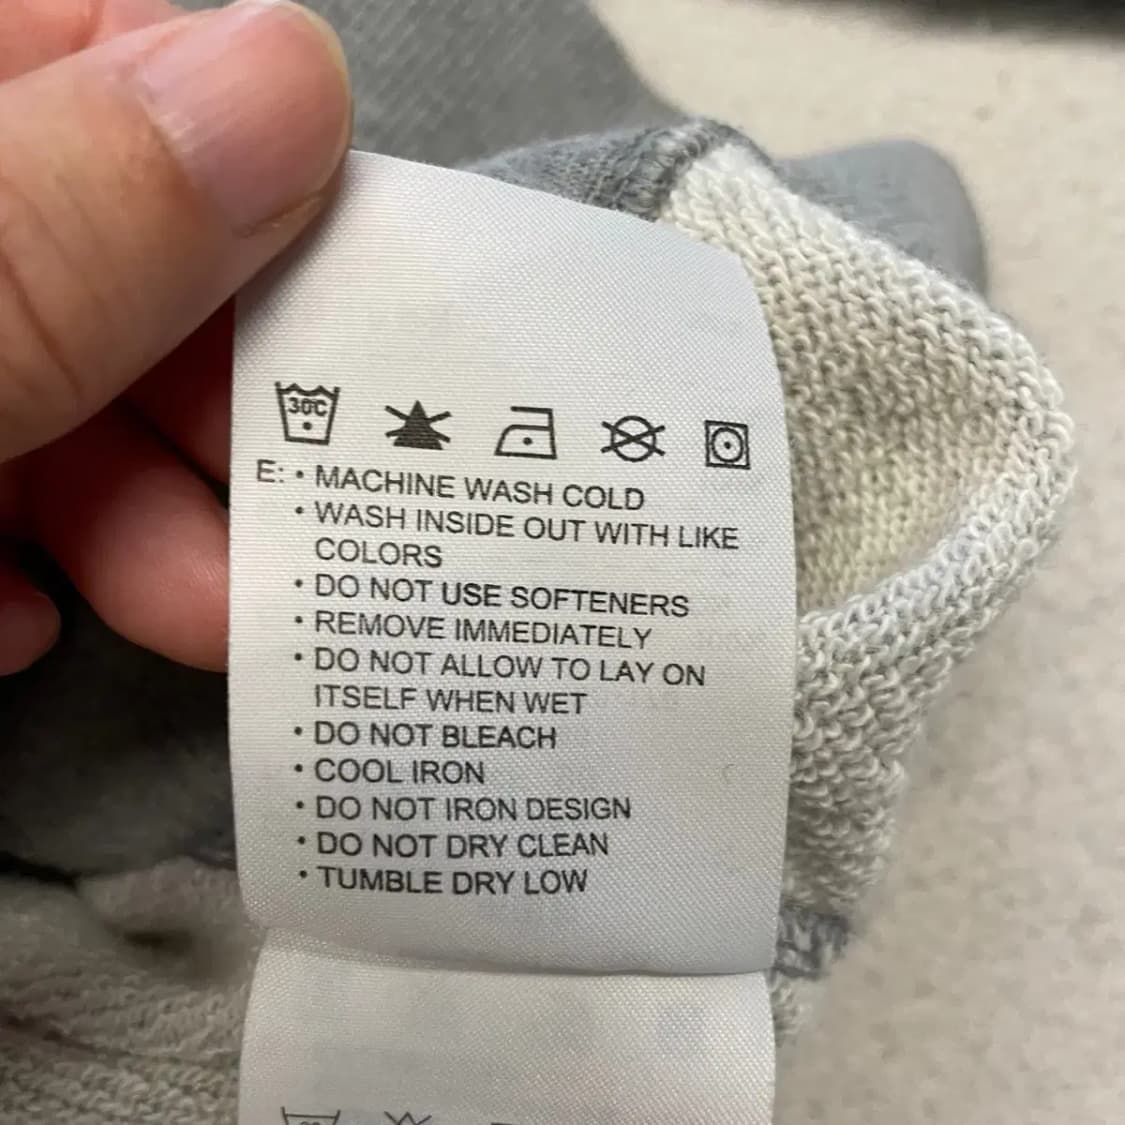 30C
E: • MACHINE WASH COLD
• WASH INSIDE OUT WITH LIKE
COLORS
• DO NOT USE SOFTENERS
• REMOVE IMMEDIATELY
• DO NOT ALLOW TO LAY ON
ITSELF WHEN WET
• DO NOT BLEACH
• COOL IRON
• DO NOT IRON DESIGN
• DO NOT DRY CLEAN
• TUMBLE DRY LOW